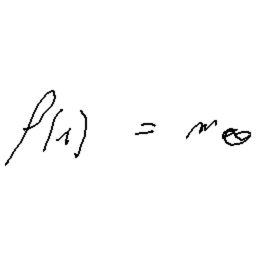 f(1) = m∞